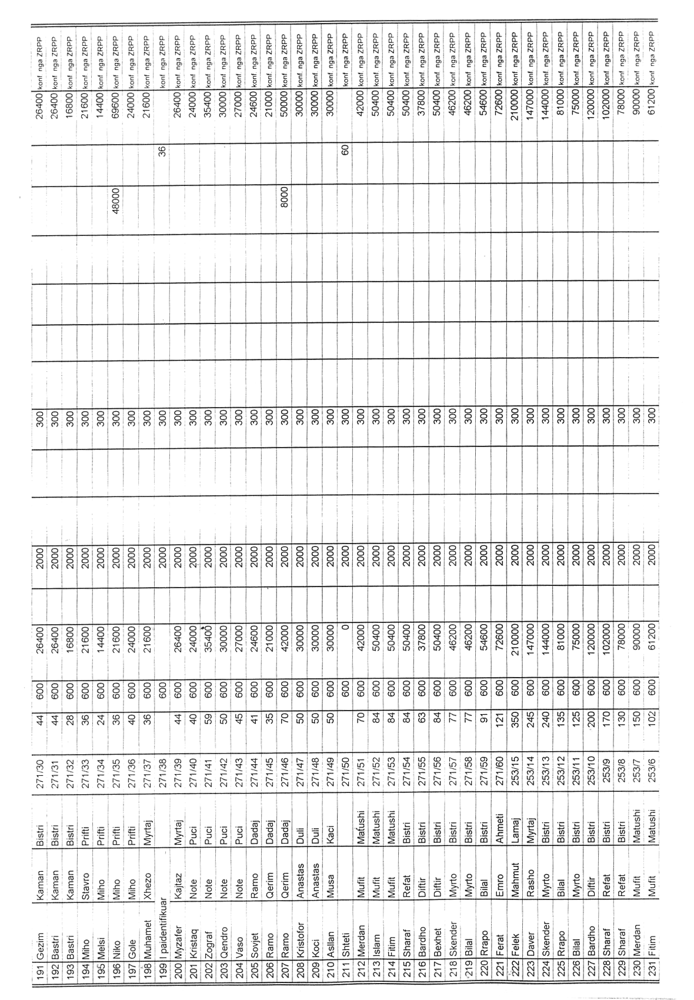 191 Gezim Kaman Bistri 271/30 44 600 26400 2000 300 26400 konf nga ZRPP
192 Bastri Kaman Bistri 271/31 44 600 26400 2000 300 26400 konf nga ZRPP
193 Bastri Kaman Bistri 271/32 28 600 16800 2000 300 16800 konf nga ZRPP
194 Miho Stavro Prifti 271/33 36 600 21600 2000 300 21600 konf nga ZRPP
195 Melsi Miho Prifti 271/34 24 600 14400 2000 300 14400 konf nga ZRPP
196 Niko Miho Prifti 271/35 36 600 21600 2000 300 48000 69600 konf nga ZRPP
197 Gole Miho Prifti 271/36 40 600 24000 2000 300 24000 konf nga ZRPP
198 Muhamet Xhezo Myrtaj 271/37 36 600 21600 2000 300 21600 konf nga ZRPP
199 I paidentifikuar 271/38 600 2000 300 36 konf nga ZRPP
200 Myzafer Kajtaz Myrtaj 271/39 44 600 26400 2000 300 26400 konf nga ZRPP
201 Kristaq Note Puci 271/40 40 600 24000 2000 300 24000 konf nga ZRPP
202 Zograf Note Puci 271/41 59 600 35400 2000 300 35400 konf nga ZRPP
203 Qendro Note Puci 271/42 50 600 30000 2000 300 30000 konf nga ZRPP
204 Vaso Note Puci 271/43 45 600 27000 2000 300 27000 konf nga ZRPP
205 Sovjet Ramo Dadaj 271/44 41 600 24600 2000 300 24600 konf nga ZRPP
206 Ramo Qerim Dadaj 271/45 35 600 21000 2000 300 21000 konf nga ZRPP
207 Ramo Qerim Dadaj 271/46 70 600 42000 2000 300 8000 50000 konf nga ZRPP
208 Kristofor Anastas Duli 271/47 50 600 30000 2000 300 30000 konf nga ZRPP
209 Koci Anastas Duli 271/48 50 600 30000 2000 300 30000 konf nga ZRPP
210 Asllan Musa Kaci 271/49 50 600 30000 2000 300 30000 konf nga ZRPP
211 Shteti 271/50 600 0 2000 300 60 konf nga ZRPP
212 Merdan Mufit Matushi 271/51 70 600 42000 2000 300 42000 konf nga ZRPP
213 Islam Mufit Matushi 271/52 84 600 50400 2000 300 50400 konf nga ZRPP
214 Fitim Mufit Matushi 271/53 84 600 50400 2000 300 50400 konf nga ZRPP
215 Sharaf Refat Bistri 271/54 84 600 50400 2000 300 50400 konf nga ZRPP
216 Bardho Diftir Bistri 271/55 63 600 37800 2000 300 37800 konf nga ZRPP
217 Bexhet Diftir Bistri 271/56 84 600 50400 2000 300 50400 konf nga ZRPP
218 Skender Myrto Bistri 271/57 77 600 46200 2000 300 46200 konf nga ZRPP
219 Bilal Myrto Bistri 271/58 77 600 46200 2000 300 46200 konf nga ZRPP
220 Rrapo Bilal Bistri 271/59 91 600 54600 2000 300 54600 konf nga ZRPP
221 Ferat Emro Ahmeti 271/60 121 600 72600 2000 300 72600 konf nga ZRPP
222 Felek Mahmut Lamaj 253/15 350 600 210000 2000 300 210000 konf nga ZRPP
223 Daver Rasho Myrtaj 253/14 245 600 147000 2000 300 147000 konf nga ZRPP
224 Skender Myrto Bistri 253/13 240 600 144000 2000 300 144000 konf nga ZRPP
225 Rrapo Bilal Bistri 253/12 135 600 81000 2000 300 81000 konf nga ZRPP
226 Bilal Myrto Bistri 253/11 125 600 75000 2000 300 75000 konf nga ZRPP
227 Bardho Diftir Bistri 253/10 200 600 120000 2000 300 120000 konf nga ZRPP
228 Sharaf Refat Bistri 253/9 170 600 102000 2000 300 102000 konf nga ZRPP
229 Sharaf Refat Bistri 253/8 130 600 78000 2000 300 78000 konf nga ZRPP
230 Merdan Mufit Matushi 253/7 150 600 90000 2000 300 90000 konf nga ZRPP
231 Fitim Mufit Matushi 253/6 102 600 61200 2000 300 61200 konf nga ZRPP